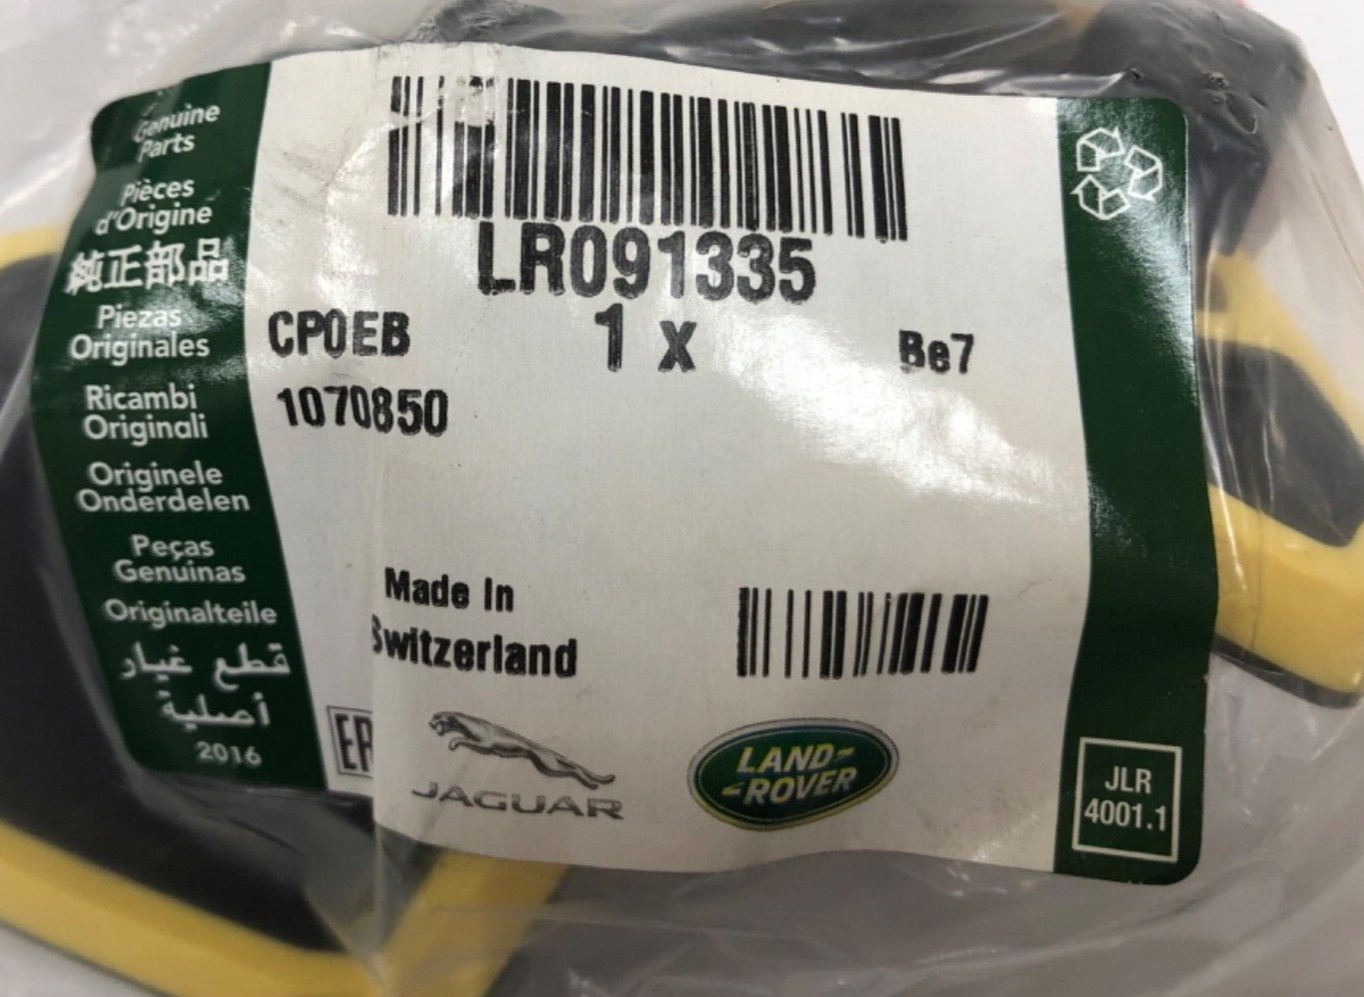 Genuine
Parts
Pièces
d'Origine
純正部品
Piezas
Originales
Ricambi
Originali
Originele
Onderdelen
Peças
Genuinas
Originalteile
قطع غيار
أصلية
2016
LR091335
CP0EB
1 x
Be7
1070850
Made In
Switzerland
JAGUAR
LAND-
-ROVER
JLR
4001.1